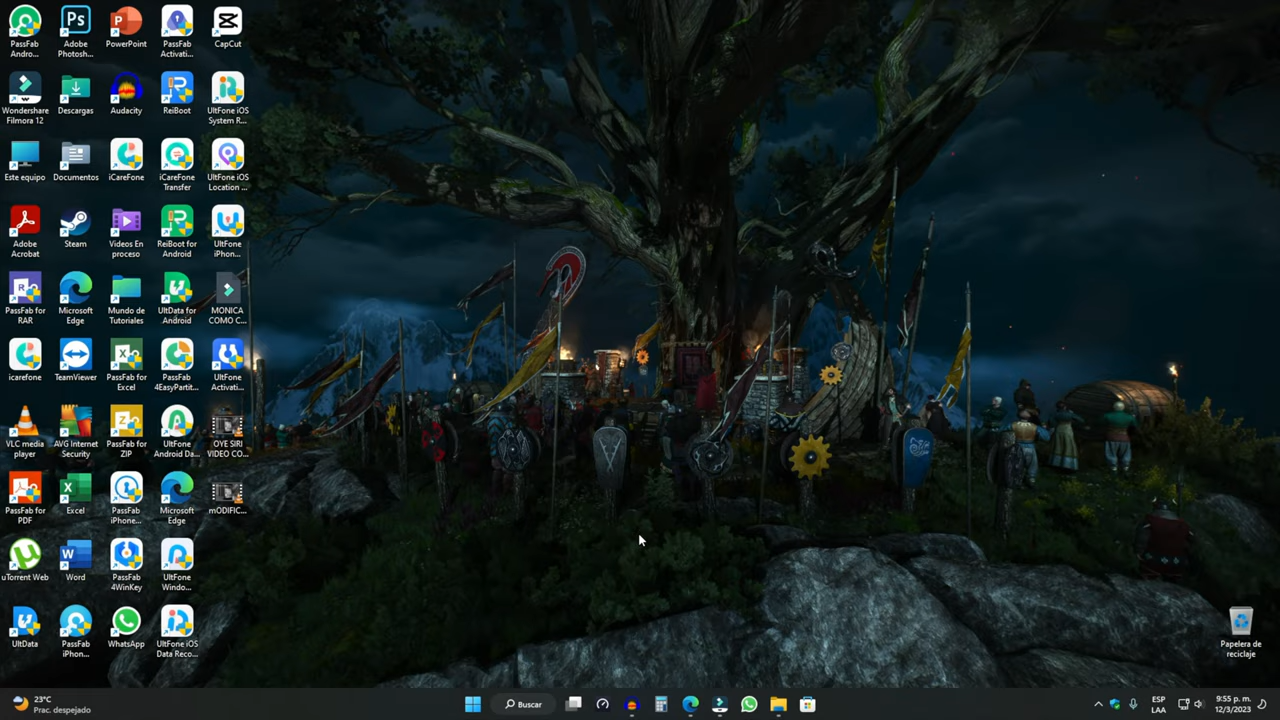 PassFab
Andro...
Adobe
Photosh...
PowerPoint
PassFab
Activati...
CapCut
Wondershare
Filmora 12
Descargas
Audacity
ReiBoot
UltFone iOS
System R...
Este equipo
Documentos
iCareFone
iCareFone
Transfer
UltFone iOS
Location ...
Adobe
Acrobat
Steam
Videos En
proceso
ReiBoot for
Android
UltFone
iPhon...
PassFab for
RAR
Microsoft
Edge
Mundo de
Tutoriales
UltData for
Android
MONICA
COMO C...
icarefone
TeamViewer
PassFab for
Excel
PassFab
4EasyPartit...
UltFone
Activati...
VLC media
player
AVG Internet
Security
PassFab for
ZIP
UltFone
Android Da...
OYE SIRI
VIDEO CO...
PassFab for
PDF
Excel
PassFab
iPhone...
Microsoft
Edge
mODIFIC...
uTorrent Web
Word
PassFab
4WinKey
UltFone
Windo...
UltData
PassFab
iPhon...
WhatsApp
UltFone iOS
Data Reco...
Papelera de
reciclaje
23°C
Prac. despejado
Buscar
ESP
LAA
9:55 p. m.
12/3/2023